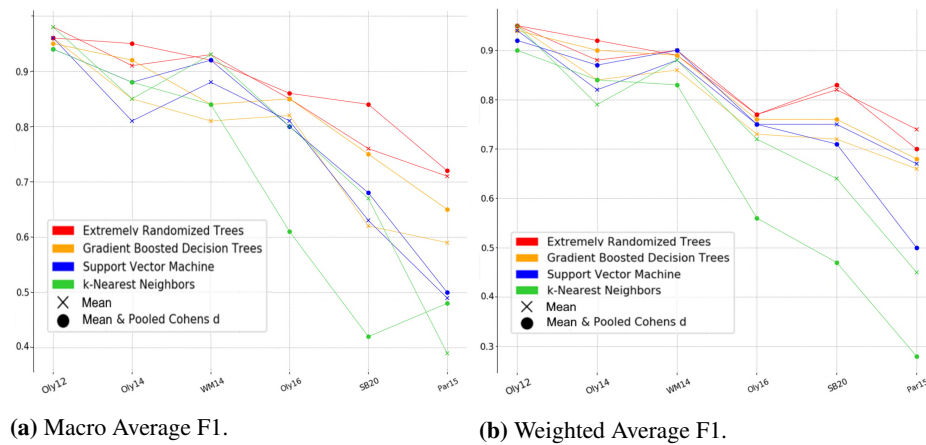 0.9
0.8
0.7
0.6
0.5
0.4
Extremely Randomized Trees
Gradient Boosted Decision Trees
Support Vector Machine
k-Nearest Neighbors
Mean
Mean & Pooled Cohens d
Oly12 Oly14 WM14 Oly16 SB20 Par15
(a) Macro Average F1.
0.9
0.8
0.7
0.6
0.5
0.4
0.3
Extremely Randomized Trees
Gradient Boosted Decision Trees
Support Vector Machine
k-Nearest Neighbors
Mean
Mean & Pooled Cohens d
Oly12 Oly14 WM14 Oly16 SB20 Par15
(b) Weighted Average F1.